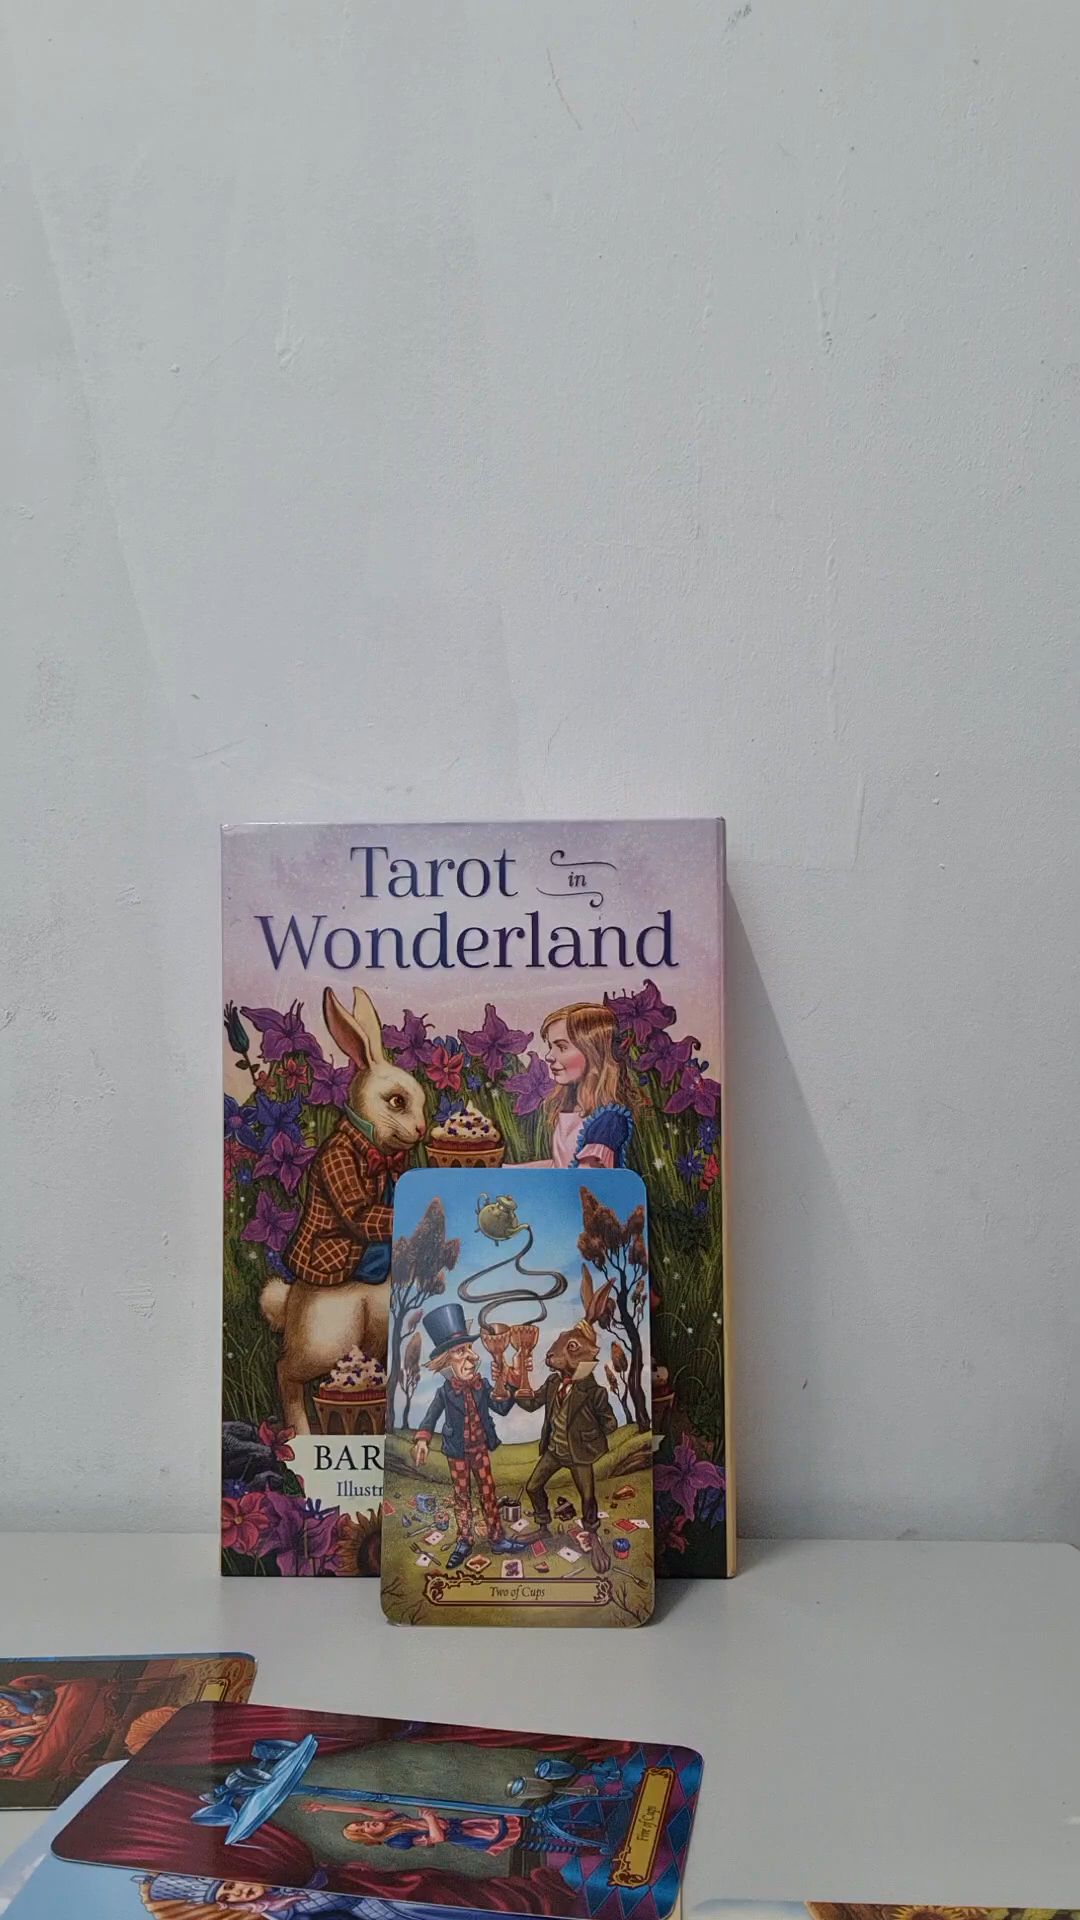 Tarot in
Wonderland
BAR
Illustr
Two of Cups
Five of Cups